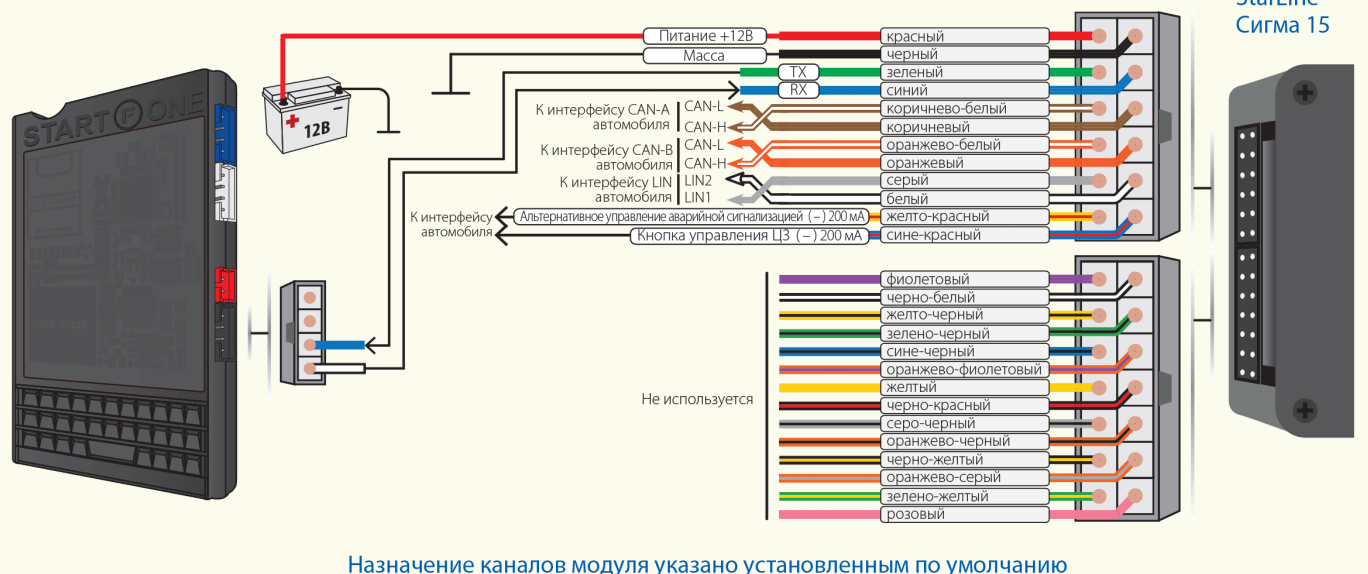 StarLine
Сигма 15
START F ONE
12В
Питание +12В
Масса
TX
RX
К интерфейсу CAN-A
автомобиля
CAN-L
CAN-H
К интерфейсу CAN-B
автомобиля
CAN-L
CAN-H
К интерфейсу LIN
автомобиля
LIN2
LIN1
К интерфейсу
автомобиля
Альтернативное управление аварийной сигнализацией (–) 200 мА
Кнопка управления ЦЗ (–) 200 мА
красный
черный
зеленый
синий
коричнево-белый
коричневый
оранжево-белый
оранжевый
серый
белый
желто-красный
сине-красный
Не используется
фиолетовый
черно-белый
желто-черный
зелено-черный
сине-черный
оранжево-фиолетовый
желтый
черно-красный
серо-черный
оранжево-черный
черно-желтый
оранжево-серый
зелено-желтый
розовый
Назначение каналов модуля указано установленным по умолчанию